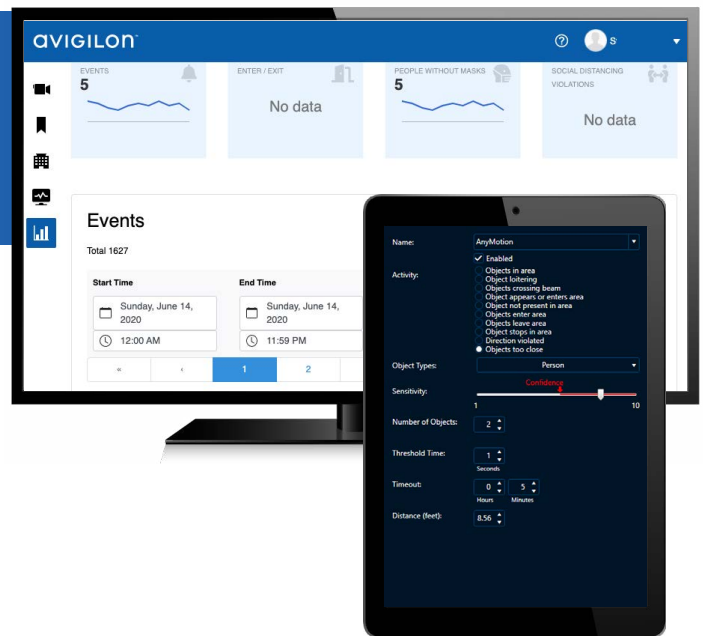 avigilon
S
EVENTS
5
ENTER / EXIT
No data
PEOPLE WITHOUT MASKS
5
SOCIAL DISTANCING
VIOLATIONS
No data
Events
Total 1627
Start Time
End Time
Sunday, June 14,
2020
Sunday, June 14,
2020
12:00 AM
11:59 PM
« ‹ 1 2
Name: AnyMotion
Enabled
Activity:
Objects in area
Object loitering
Objects crossing beam
Object appears or enters area
Object not present in area
Objects enter area
Objects leave area
Object stops in area
Direction violated
Objects too close
Object Types: Person
Confidence
Sensitivity:
1 10
Number of Objects: 2
Threshold Time: 1
Seconds
Timeout: 0 5
Hours Minutes
Distance (feet): 8.56